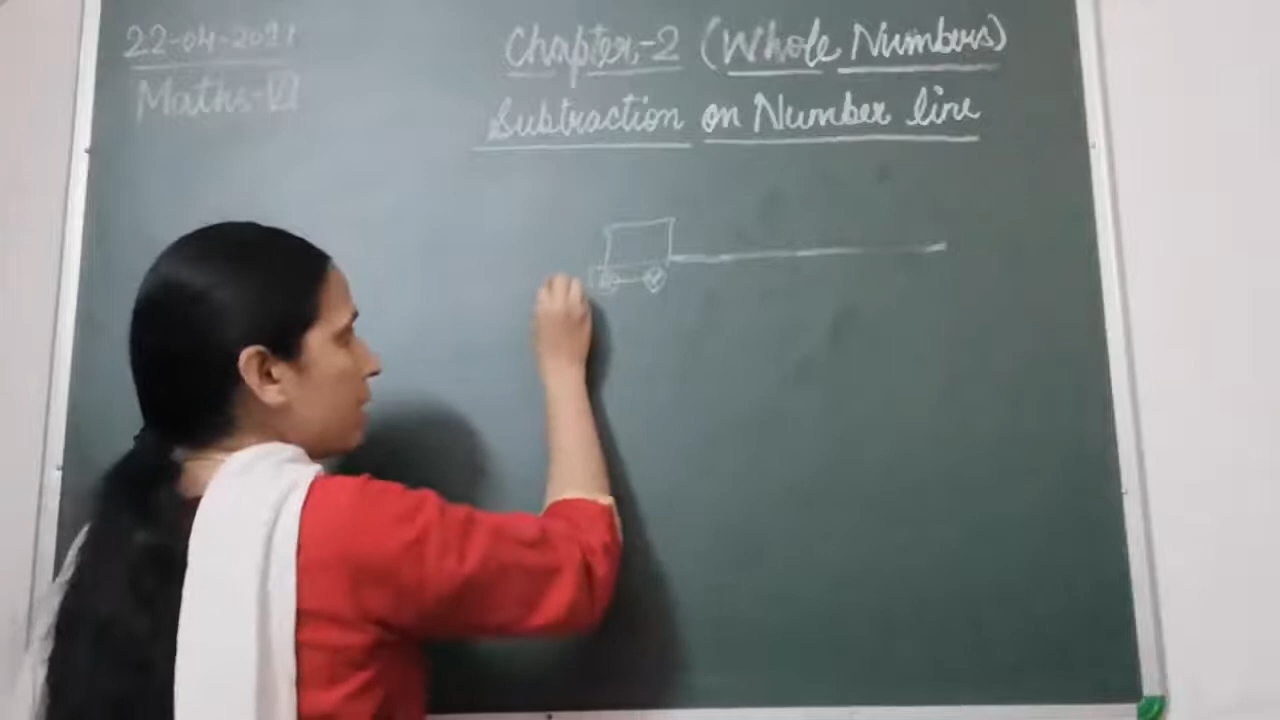 22-04-2021
Maths-VI
Chapter-2 (Whole Numbers)
Subtraction on Number line